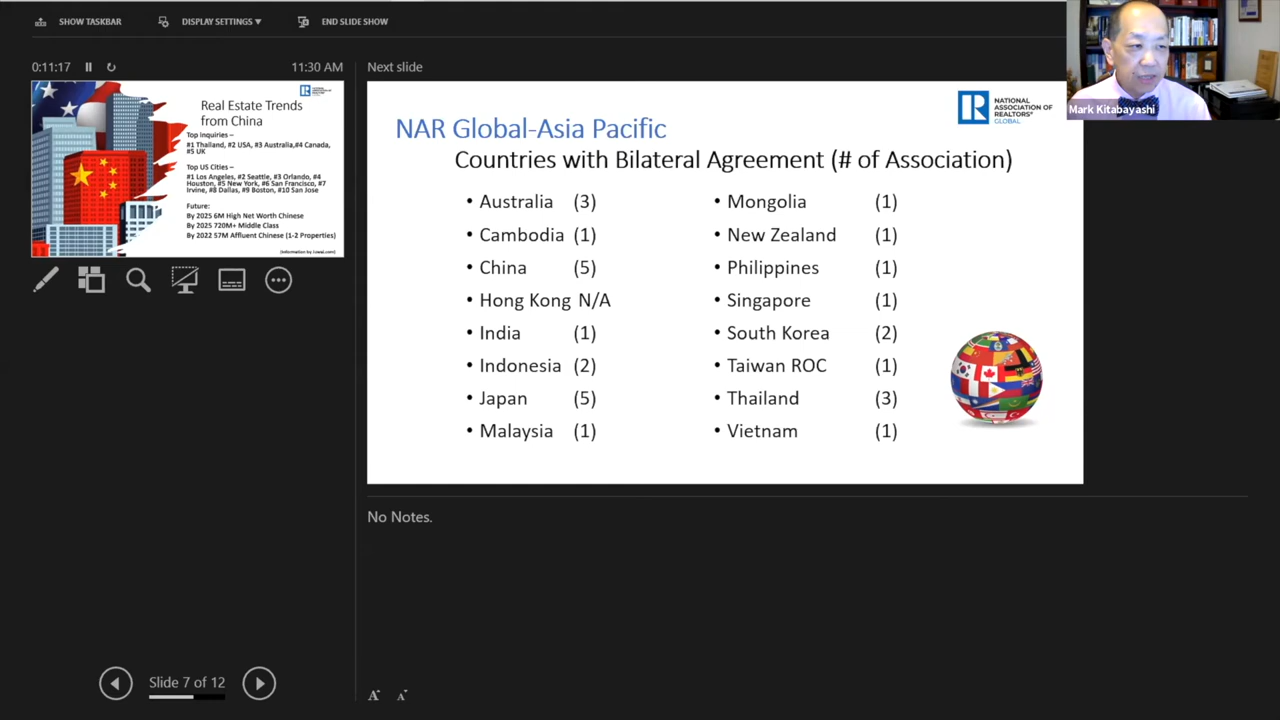 SHOW TASKBAR
DISPLAY SETTINGS ▼
END SLIDE SHOW
0:11:17
11:30 AM
Next slide
Real Estate Trends
from China
Top Inquiries –
#1 Thailand, #2 USA, #3 Australia,#4 Canada,
#5 UK
Top US Cities –
#1 Los Angeles, #2 Seattle, #3 Orlando, #4
Houston, #5 New York, #6 San Francisco, #7
Irvine, #8 Dallas, #9 Boston, #10 San Jose
Future:
By 2025 6M High Net Worth Chinese
By 2025 720M+ Middle Class
By 2022 57M Affluent Chinese (1-2 Properties)
NATIONAL
ASSOCIATION OF
REALTORS®
GLOBAL
Mark Kitabayashi
NAR Global-Asia Pacific
Countries with Bilateral Agreement (# of Association)
• Australia (3)
• Cambodia (1)
• China (5)
• Hong Kong N/A
• India (1)
• Indonesia (2)
• Japan (5)
• Malaysia (1)
• Mongolia (1)
• New Zealand (1)
• Philippines (1)
• Singapore (1)
• South Korea (2)
• Taiwan ROC (1)
• Thailand (3)
• Vietnam (1)
No Notes.
Slide 7 of 12